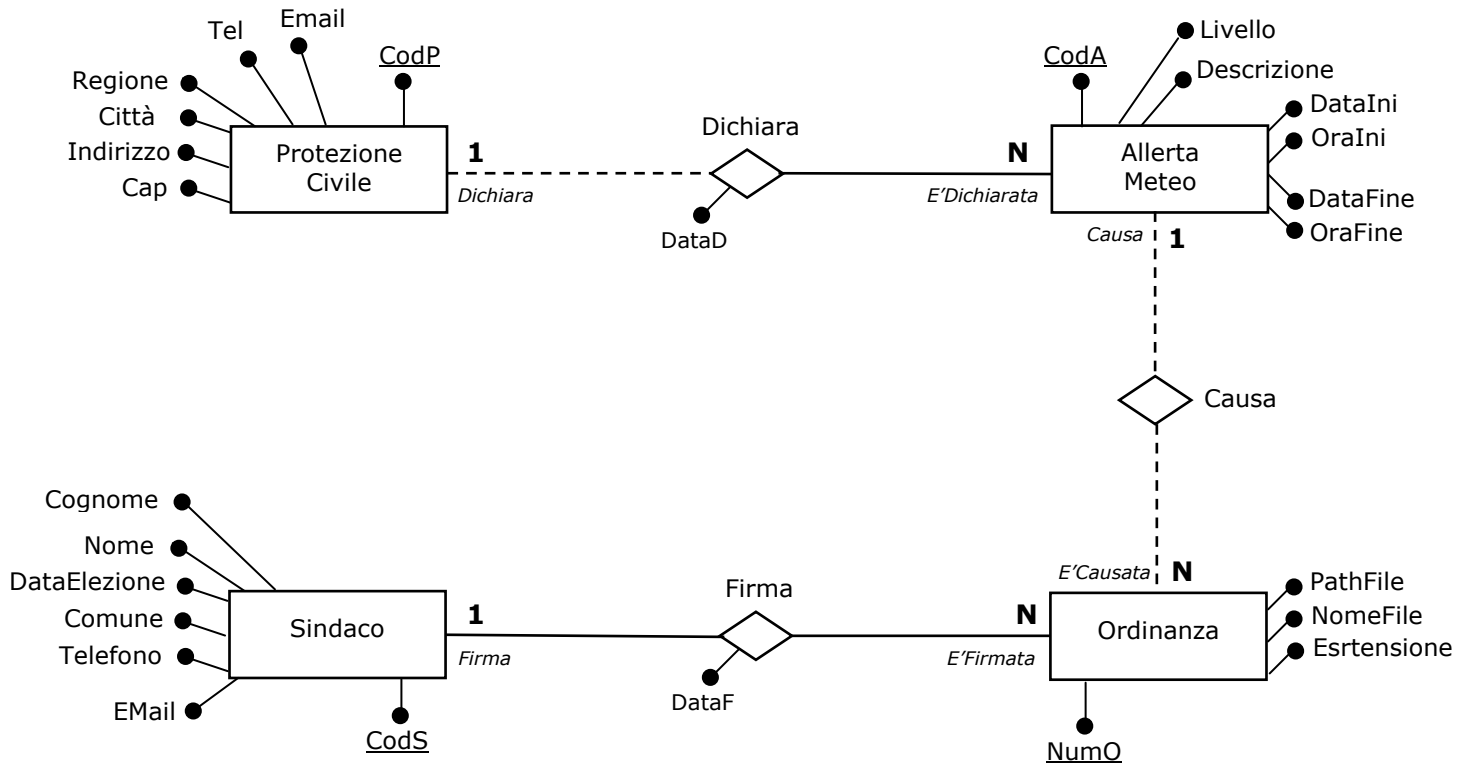 Email
Tel
Livello
CodP
CodA
Descrizione
Regione
DataIni
Città
Dichiara
OraIni
Indirizzo
Protezione
Civile
1
N
Allerta
Meteo
Cap
Dichiara
E'Dichiarata
DataFine
DataD
Causa
1
OraFine
Causa
Cognome
Nome
E'Causata
N
DataElezione
Firma
PathFile
Comune
Sindaco
1
N
Ordinanza
NomeFile
Telefono
Firma
E'Firmata
Esrtensione
EMail
DataF
CodS
NumO